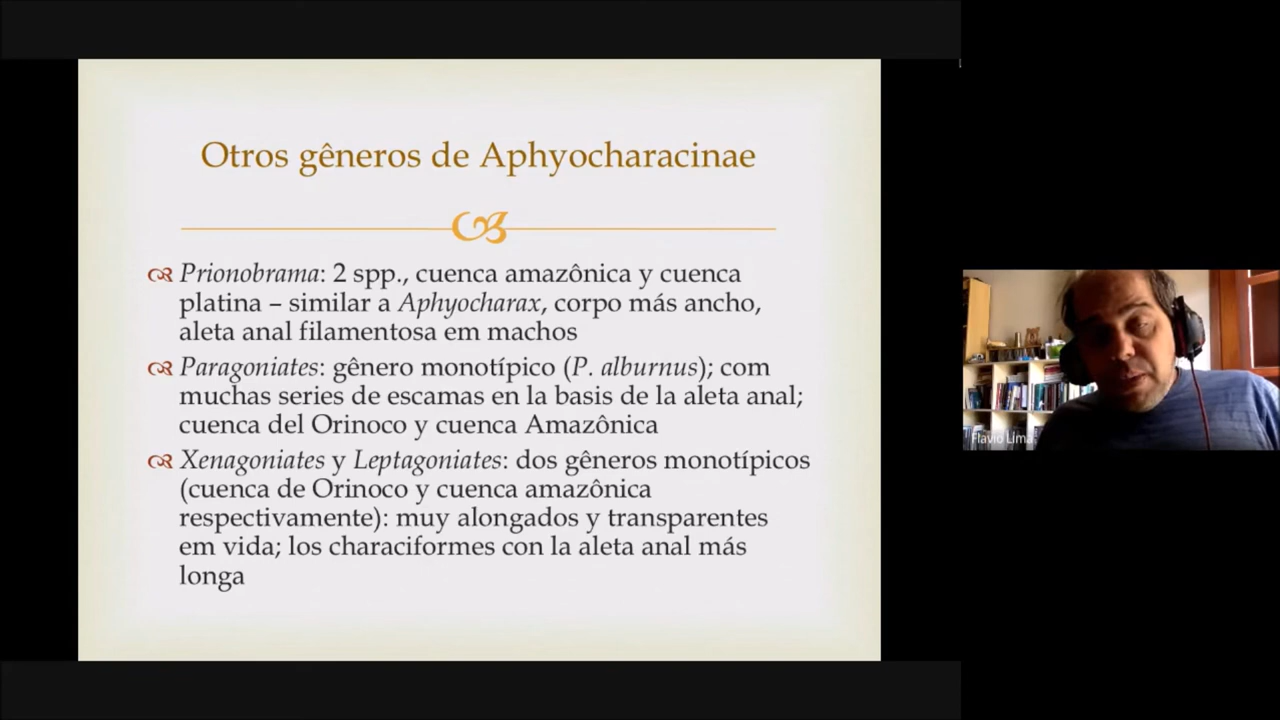 Otros gêneros de Aphyocharacinae
Prionobrama: 2 spp., cuenca amazônica y cuenca
platina – similar a Aphyocharax, corpo más ancho,
aleta anal filamentosa em machos
Paragoniates: gênero monotípico (P. alburnus); com
muchas series de escamas en la basis de la aleta anal;
cuenca del Orinoco y cuenca Amazônica
Xenagoniates y Leptagoniates: dos gêneros monotípicos
(cuenca de Orinoco y cuenca amazônica
respectivamente): muy alongados y transparentes
em vida; los characiformes con la aleta anal más
longa
Flavio Lima